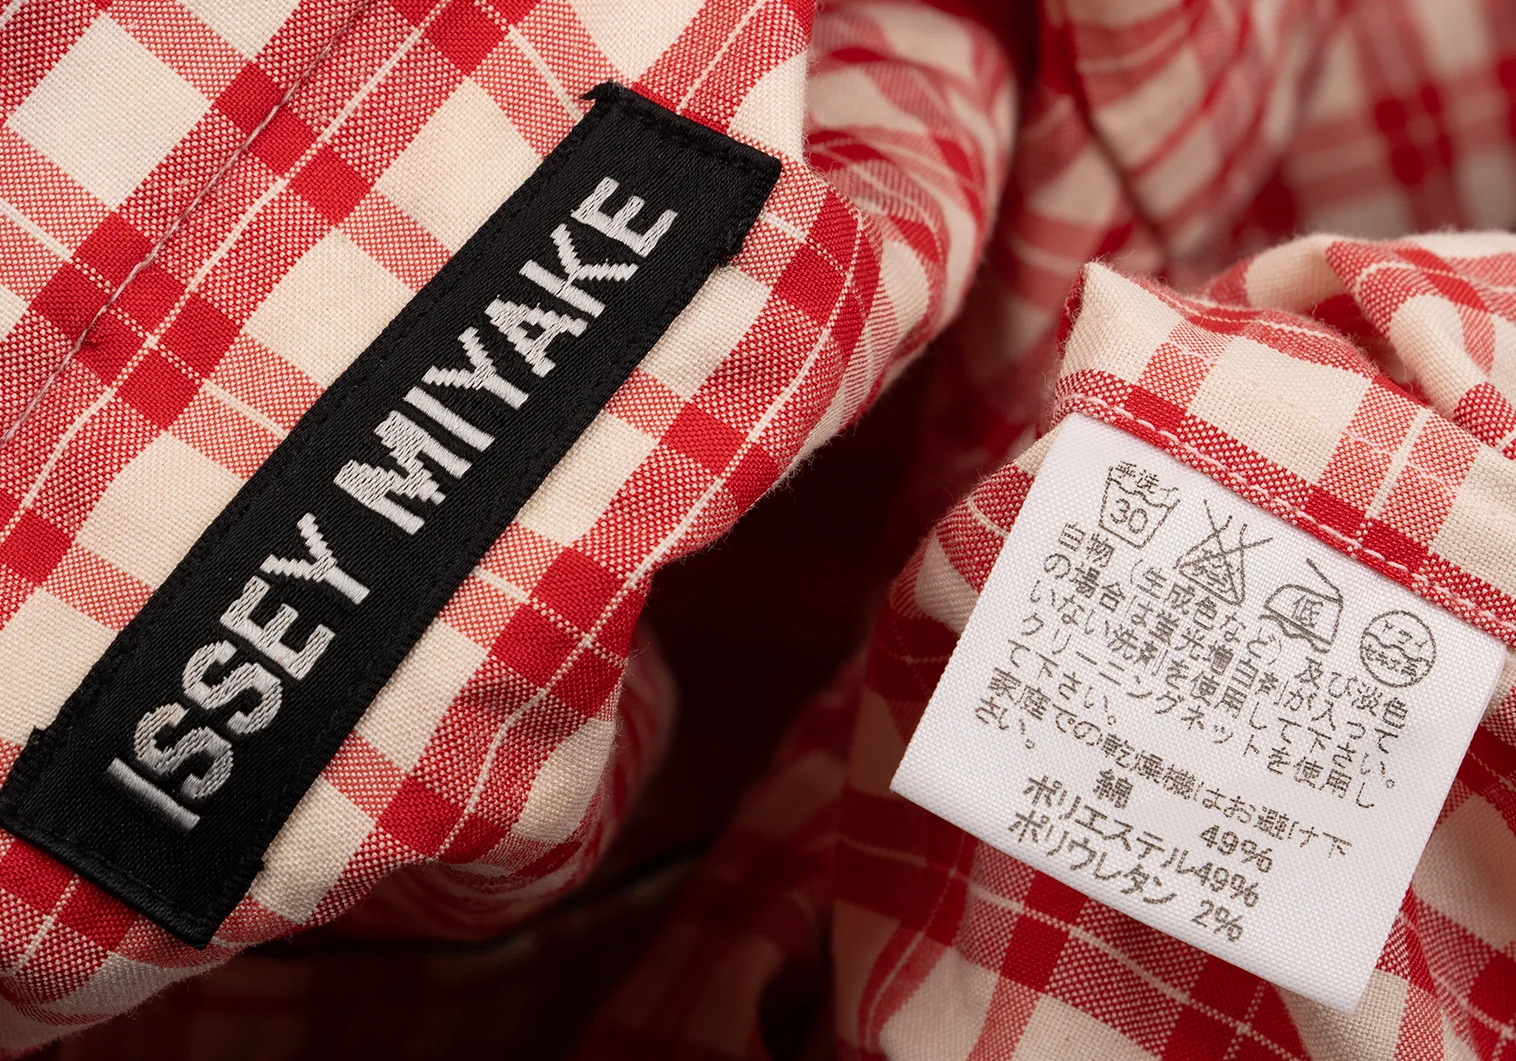 ISSEY MIYAKE
手洗イ
30
低
白物(生成色など)及び淡色
の場合は蛍光増白剤が入って
いない洗剤を使用して下さい。
クリーニングネットを使用し
て下さい。
家庭での乾燥機はお避け下
さい。
綿 49%
ポリエステル49%
ポリウレタン 2%